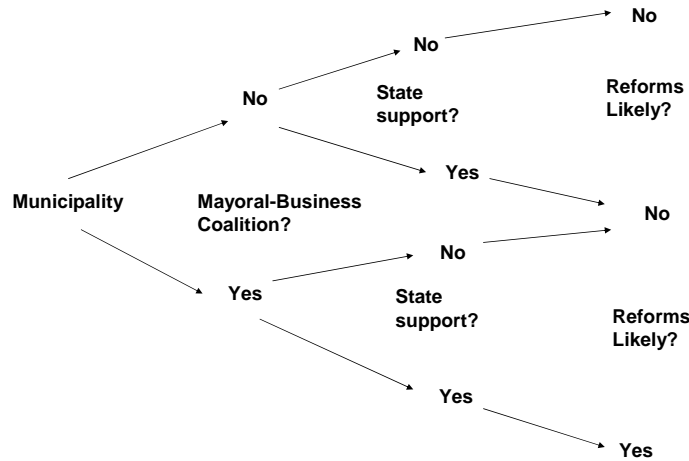 No
No
State
support?
Reforms
Likely?
No
Yes
Municipality
Mayoral-Business
Coalition?
No
No
Yes
State
support?
Reforms
Likely?
Yes
Yes